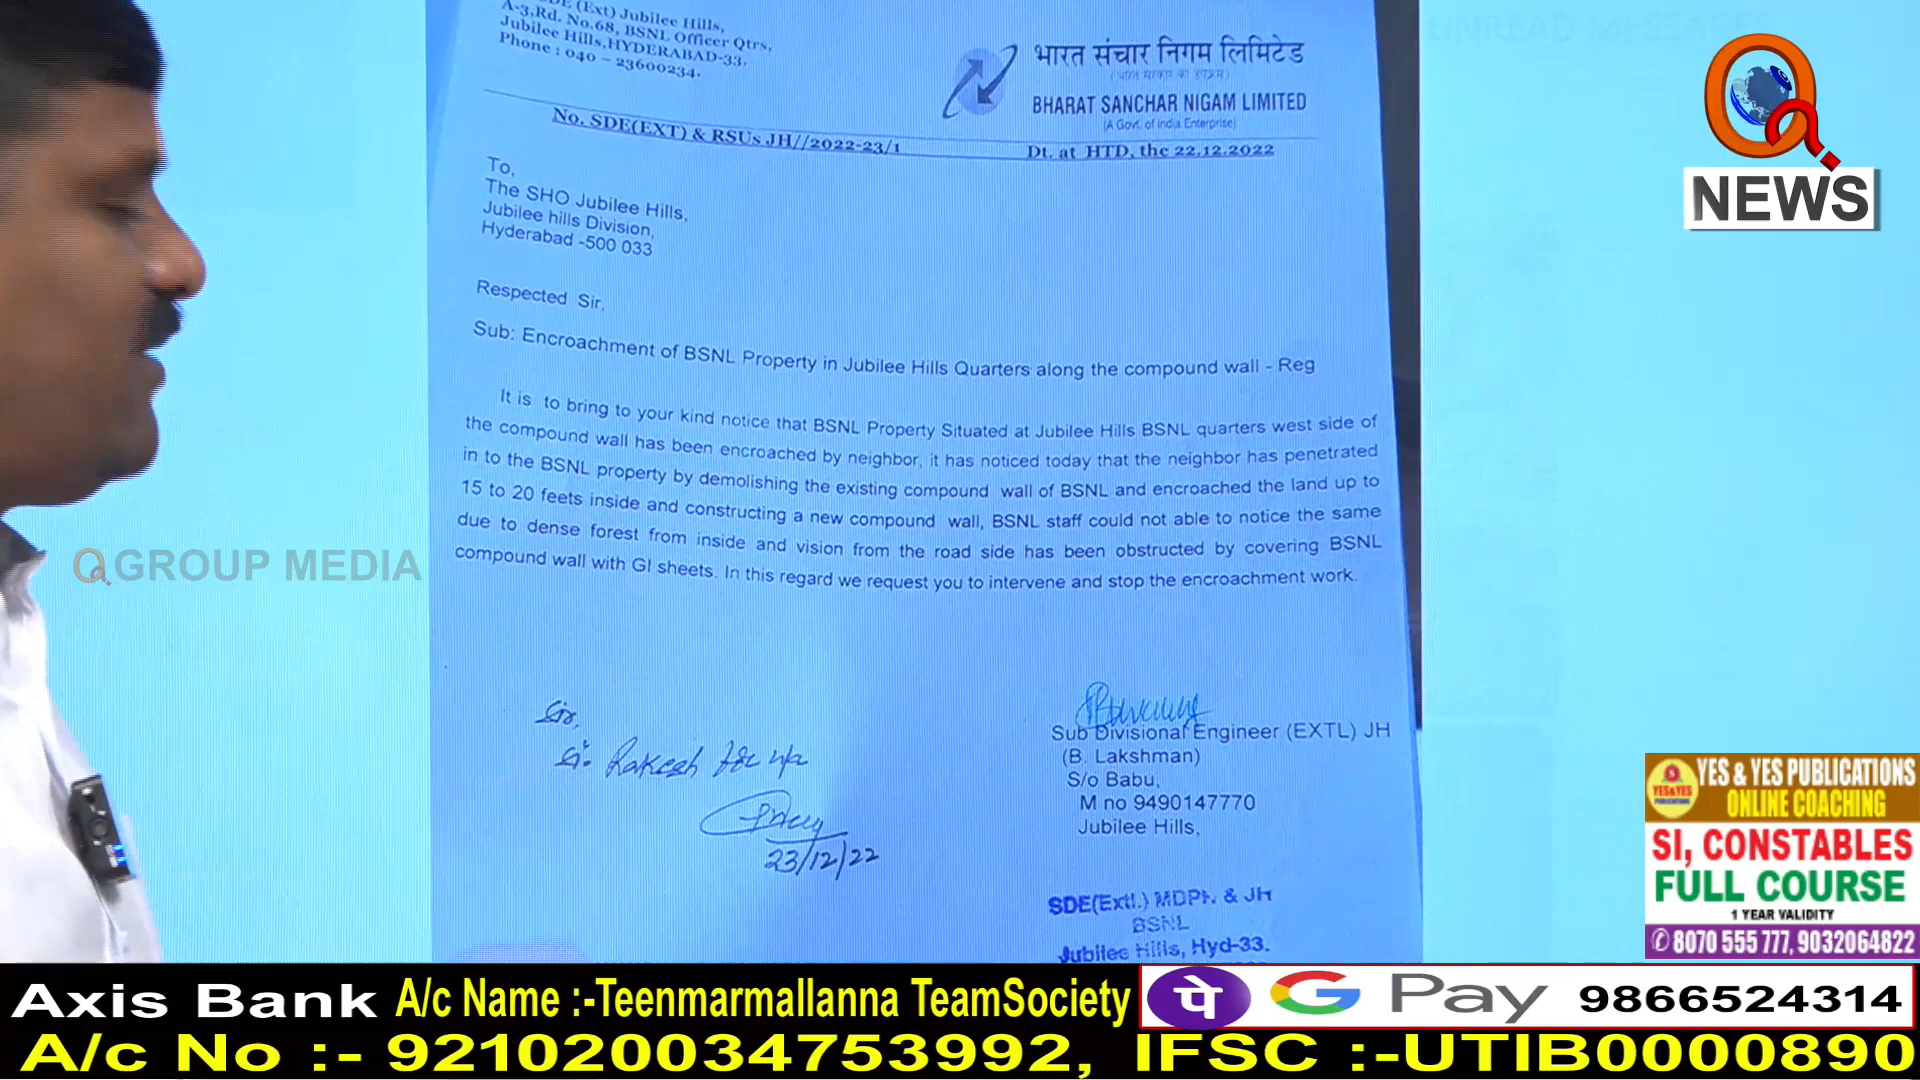 SDE (Ext) Jubilee Hills,
A-3,Rd. No.68, BSNL Officer Qtrs,
Jubilee Hills,HYDERABAD-33.
Phone : 040 – 23600234.
भारत संचार निगम लिमिटेड
(भारत सरकार का उपक्रम)
BHARAT SANCHAR NIGAM LIMITED
(A Govt. of India Enterprise)
No. SDE(EXT) & RSUs JH//2022-23/1
Dt. at HTD, the 22.12.2022
To,
The SHO Jubilee Hills,
Jubilee hills Division,
Hyderabad -500 033
Respected Sir,
Sub: Encroachment of BSNL Property in Jubilee Hills Quarters along the compound wall - Reg
It is to bring to your kind notice that BSNL Property Situated at Jubilee Hills BSNL quarters west side of
the compound wall has been encroached by neighbor, it has noticed today that the neighbor has penetrated
in to the BSNL property by demolishing the existing compound wall of BSNL and encroached the land up to
15 to 20 feets inside and constructing a new compound wall, BSNL staff could not able to notice the same
due to dense forest from inside and vision from the road side has been obstructed by covering BSNL
compound wall with GI sheets. In this regard we request you to intervene and stop the encroachment work.
Sir,
Rakesh
23/12/22
Sub Divisional Engineer (EXTL) JH
(B. Lakshman)
S/o Babu,
M no 9490147770
Jubilee Hills,
SDE(Extl.) MDPt. & JH
BSNL
Jubilee Hills, Hyd-33.
UNREAD MESSAGES
Q NEWS
Q GROUP MEDIA
YES & YES PUBLICATIONS
ONLINE COACHING
SI, CONSTABLES
FULL COURSE
1 YEAR VALIDITY
8070 555 777, 9032064822
Axis Bank A/c Name :-Teenmarmallanna TeamSociety
पे G Pay 9866524314
A/c No :- 921020034753992, IFSC :-UTIB0000890